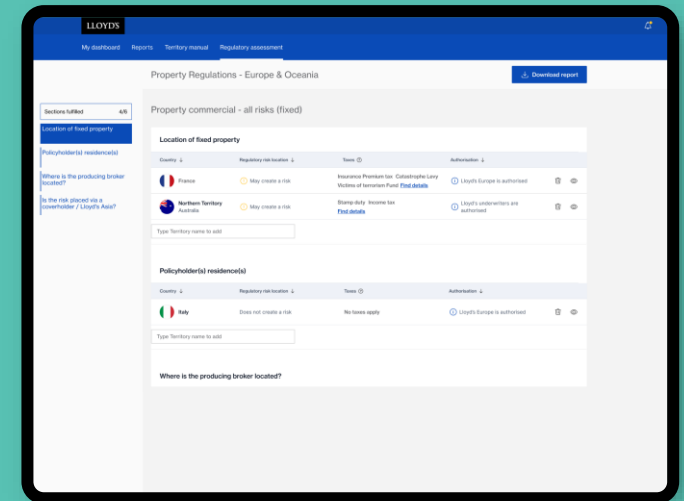 LLOYD'S
My dashboard Reports Territory manual Regulatory assessment
Property Regulations - Europe & Oceania
Download report
Sections fulfilled 4/6
Location of fixed property
Policyholder(s) residence(s)
Where is the producing broker
located?
Is the risk placed via a
coverholder / Lloyd's Asia?
Property commercial - all risks (fixed)
Location of fixed property
Country Regulatory risk location Taxes Authorisation
France May create a risk Insurance Premium tax Catastrophe Levy
Victims of terrorism Fund Find details Lloyd's Europe is authorised
Northern Territory
Australia May create a risk Stamp duty Income tax
Find details Lloyd's underwriters are
authorised
Type Territory name to add
Policyholder(s) residence(s)
Country Regulatory risk location Taxes Authorisation
Italy Does not create a risk No taxes apply Lloyd's Europe is authorised
Type Territory name to add
Where is the producing broker located?